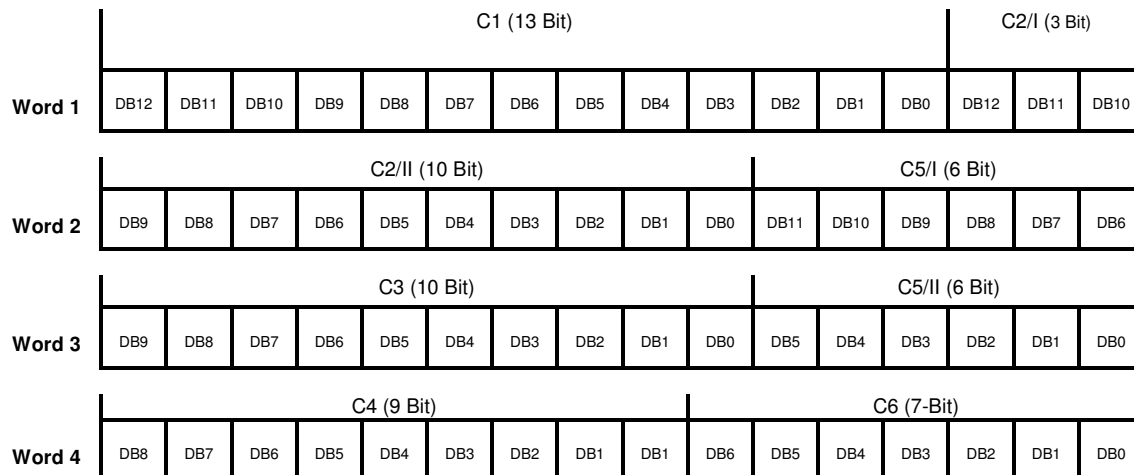 C1 (13 Bit) C2/I (3 Bit)
Word 1 DB12 DB11 DB10 DB9 DB8 DB7 DB6 DB5 DB4 DB3 DB2 DB1 DB0 DB12 DB11 DB10
C2/II (10 Bit) C5/I (6 Bit)
Word 2 DB9 DB8 DB7 DB6 DB5 DB4 DB3 DB2 DB1 DB0 DB11 DB10 DB9 DB8 DB7 DB6
C3 (10 Bit) C5/II (6 Bit)
Word 3 DB9 DB8 DB7 DB6 DB5 DB4 DB3 DB2 DB1 DB0 DB5 DB4 DB3 DB2 DB1 DB0
C4 (9 Bit) C6 (7-Bit)
Word 4 DB8 DB7 DB6 DB5 DB4 DB3 DB2 DB1 DB1 DB6 DB5 DB4 DB3 DB2 DB1 DB0